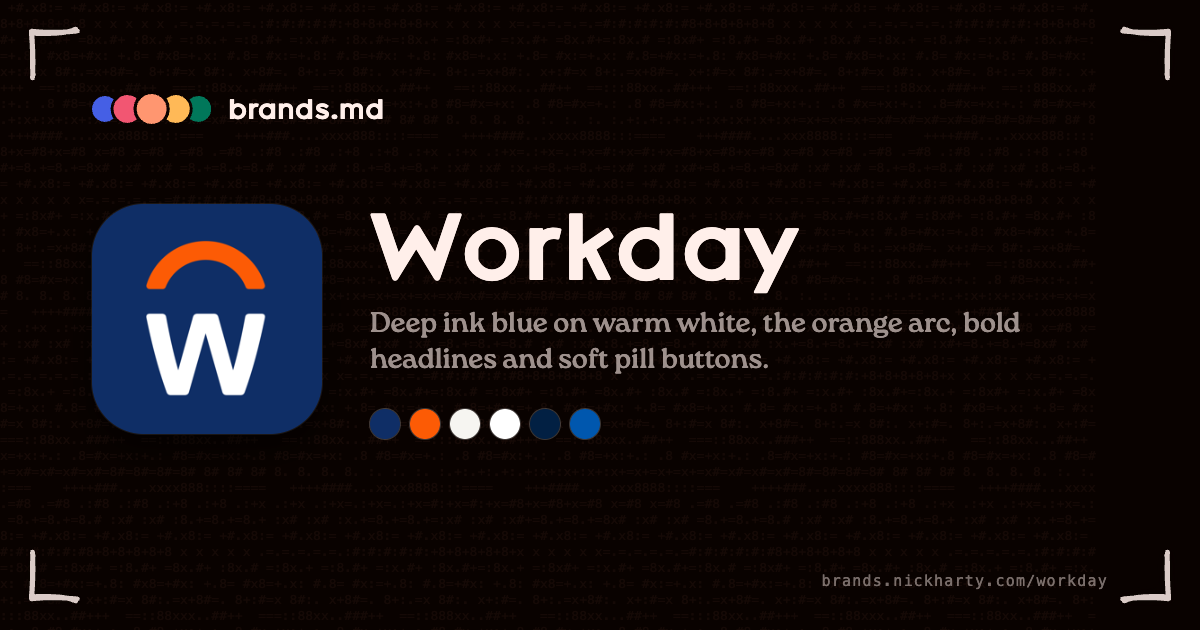 brands.md
W
Workday
Deep ink blue on warm white, the orange arc, bold
headlines and soft pill buttons.
brands.nickharty.com/workday